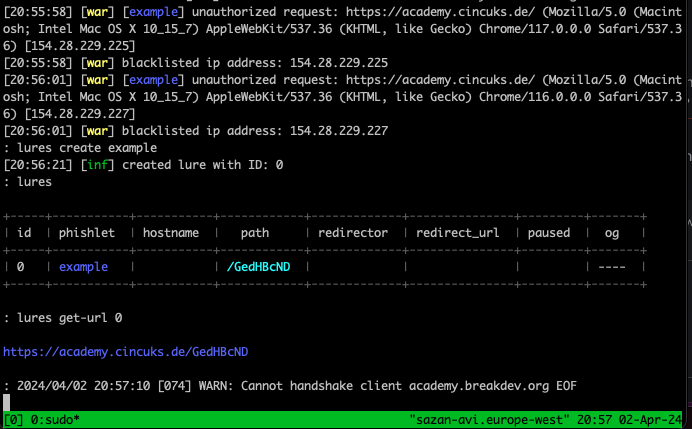 [20:55:58] [war] [example] unauthorized request: https://academy.cincuks.de/ (Mozilla/5.0 (Macint
osh; Intel Mac OS X 10_15_7) AppleWebKit/537.36 (KHTML, like Gecko) Chrome/117.0.0.0 Safari/537.3
6) [154.28.229.225]
[20:55:58] [war] blacklisted ip address: 154.28.229.225
[20:56:01] [war] [example] unauthorized request: https://academy.cincuks.de/ (Mozilla/5.0 (Macint
osh; Intel Mac OS X 10_15_7) AppleWebKit/537.36 (KHTML, like Gecko) Chrome/116.0.0.0 Safari/537.3
6) [154.28.229.227]
[20:56:01] [war] blacklisted ip address: 154.28.229.227
: lures create example
[20:56:21] [inf] created lure with ID: 0
: lures
| id | phishlet | hostname | path | redirector | redirect_url | paused | og |
| 0 | example | | /GedHBcND | | | | ---- |
: lures get-url 0
https://academy.cincuks.de/GedHBcND
: 2024/04/02 20:57:10 [074] WARN: Cannot handshake client academy.breakdev.org EOF
[0] 0:sudo* "sazan-avi.europe-west" 20:57 02-Apr-24